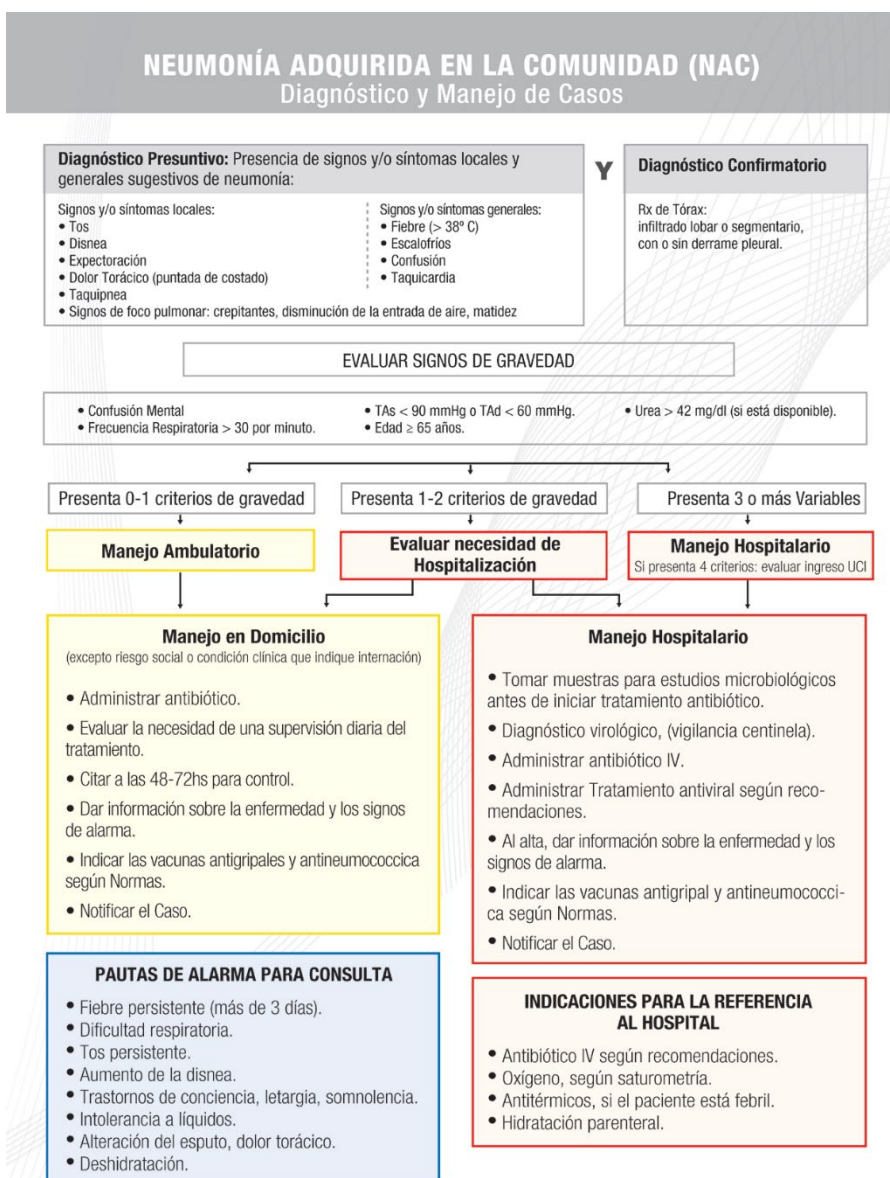 NEUMONÍA ADQUIRIDA EN LA COMUNIDAD (NAC)
Diagnóstico y Manejo de Casos
Diagnóstico Presuntivo: Presencia de signos y/o síntomas locales y
generales sugestivos de neumonía:
Signos y/o síntomas locales:
• Tos
• Disnea
• Expectoración
• Dolor Torácico (puntada de costado)
• Taquipnea
• Signos de foco pulmonar: crepitantes, disminución de la entrada de aire, matidez
Signos y/o síntomas generales:
• Fiebre (> 38º C)
• Escalofríos
• Confusión
• Taquicardia
Y
Diagnóstico Confirmatorio
Rx de Tórax:
infiltrado lobar o segmentario,
con o sin derrame pleural.
EVALUAR SIGNOS DE GRAVEDAD
• Confusión Mental
• Frecuencia Respiratoria > 30 por minuto.
• TAs < 90 mmHg o TAd < 60 mmHg.
• Edad ≥ 65 años.
• Urea > 42 mg/dl (si está disponible).
Presenta 0-1 criterios de gravedad
Presenta 1-2 criterios de gravedad
Presenta 3 o más Variables
Manejo Ambulatorio
Evaluar necesidad de
Hospitalización
Manejo Hospitalario
Si presenta 4 criterios: evaluar ingreso UCI
Manejo en Domicilio
(excepto riesgo social o condición clínica que indique internación)
• Administrar antibiótico.
• Evaluar la necesidad de una supervisión diaria del
tratamiento.
• Citar a las 48-72hs para control.
• Dar información sobre la enfermedad y los signos
de alarma.
• Indicar las vacunas antigripales y antineumococcica
según Normas.
• Notificar el Caso.
Manejo Hospitalario
• Tomar muestras para estudios microbiológicos
antes de iniciar tratamiento antibiótico.
• Diagnóstico virológico, (vigilancia centinela).
• Administrar antibiótico IV.
• Administrar Tratamiento antiviral según reco-
mendaciones.
• Al alta, dar información sobre la enfermedad y los
signos de alarma.
• Indicar las vacunas antigripal y antineumococci-
ca según Normas.
• Notificar el Caso.
PAUTAS DE ALARMA PARA CONSULTA
• Fiebre persistente (más de 3 días).
• Dificultad respiratoria.
• Tos persistente.
• Aumento de la disnea.
• Trastornos de conciencia, letargia, somnolencia.
• Intolerancia a líquidos.
• Alteración del esputo, dolor torácico.
• Deshidratación.
INDICACIONES PARA LA REFERENCIA
AL HOSPITAL
• Antibiótico IV según recomendaciones.
• Oxígeno, según saturometría.
• Antitérmicos, si el paciente está febril.
• Hidratación parenteral.